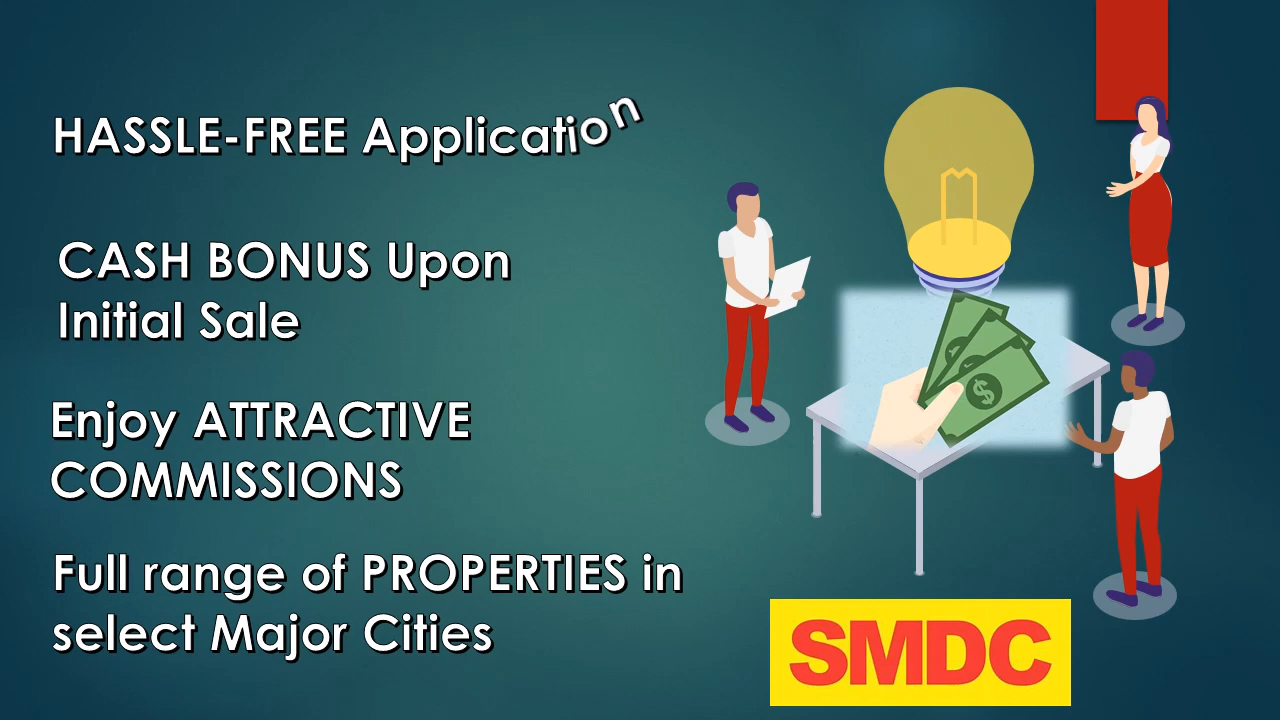 HASSLE-FREE Application
CASH BONUS Upon
Initial Sale
Enjoy ATTRACTIVE
COMMISSIONS
Full range of PROPERTIES in
select Major Cities
SMDC